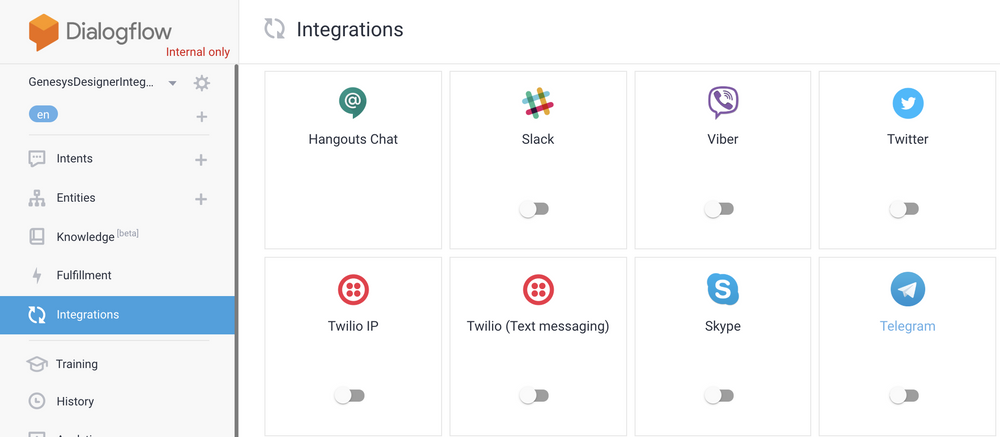 Dialogflow
Internal only
GenesysDesignerInteg...
en
Intents
Entities
Knowledge [beta]
Fulfillment
Integrations
Training
History
Integrations
Hangouts Chat
Slack
Viber
Twitter
Twilio IP
Twilio (Text messaging)
Skype
Telegram